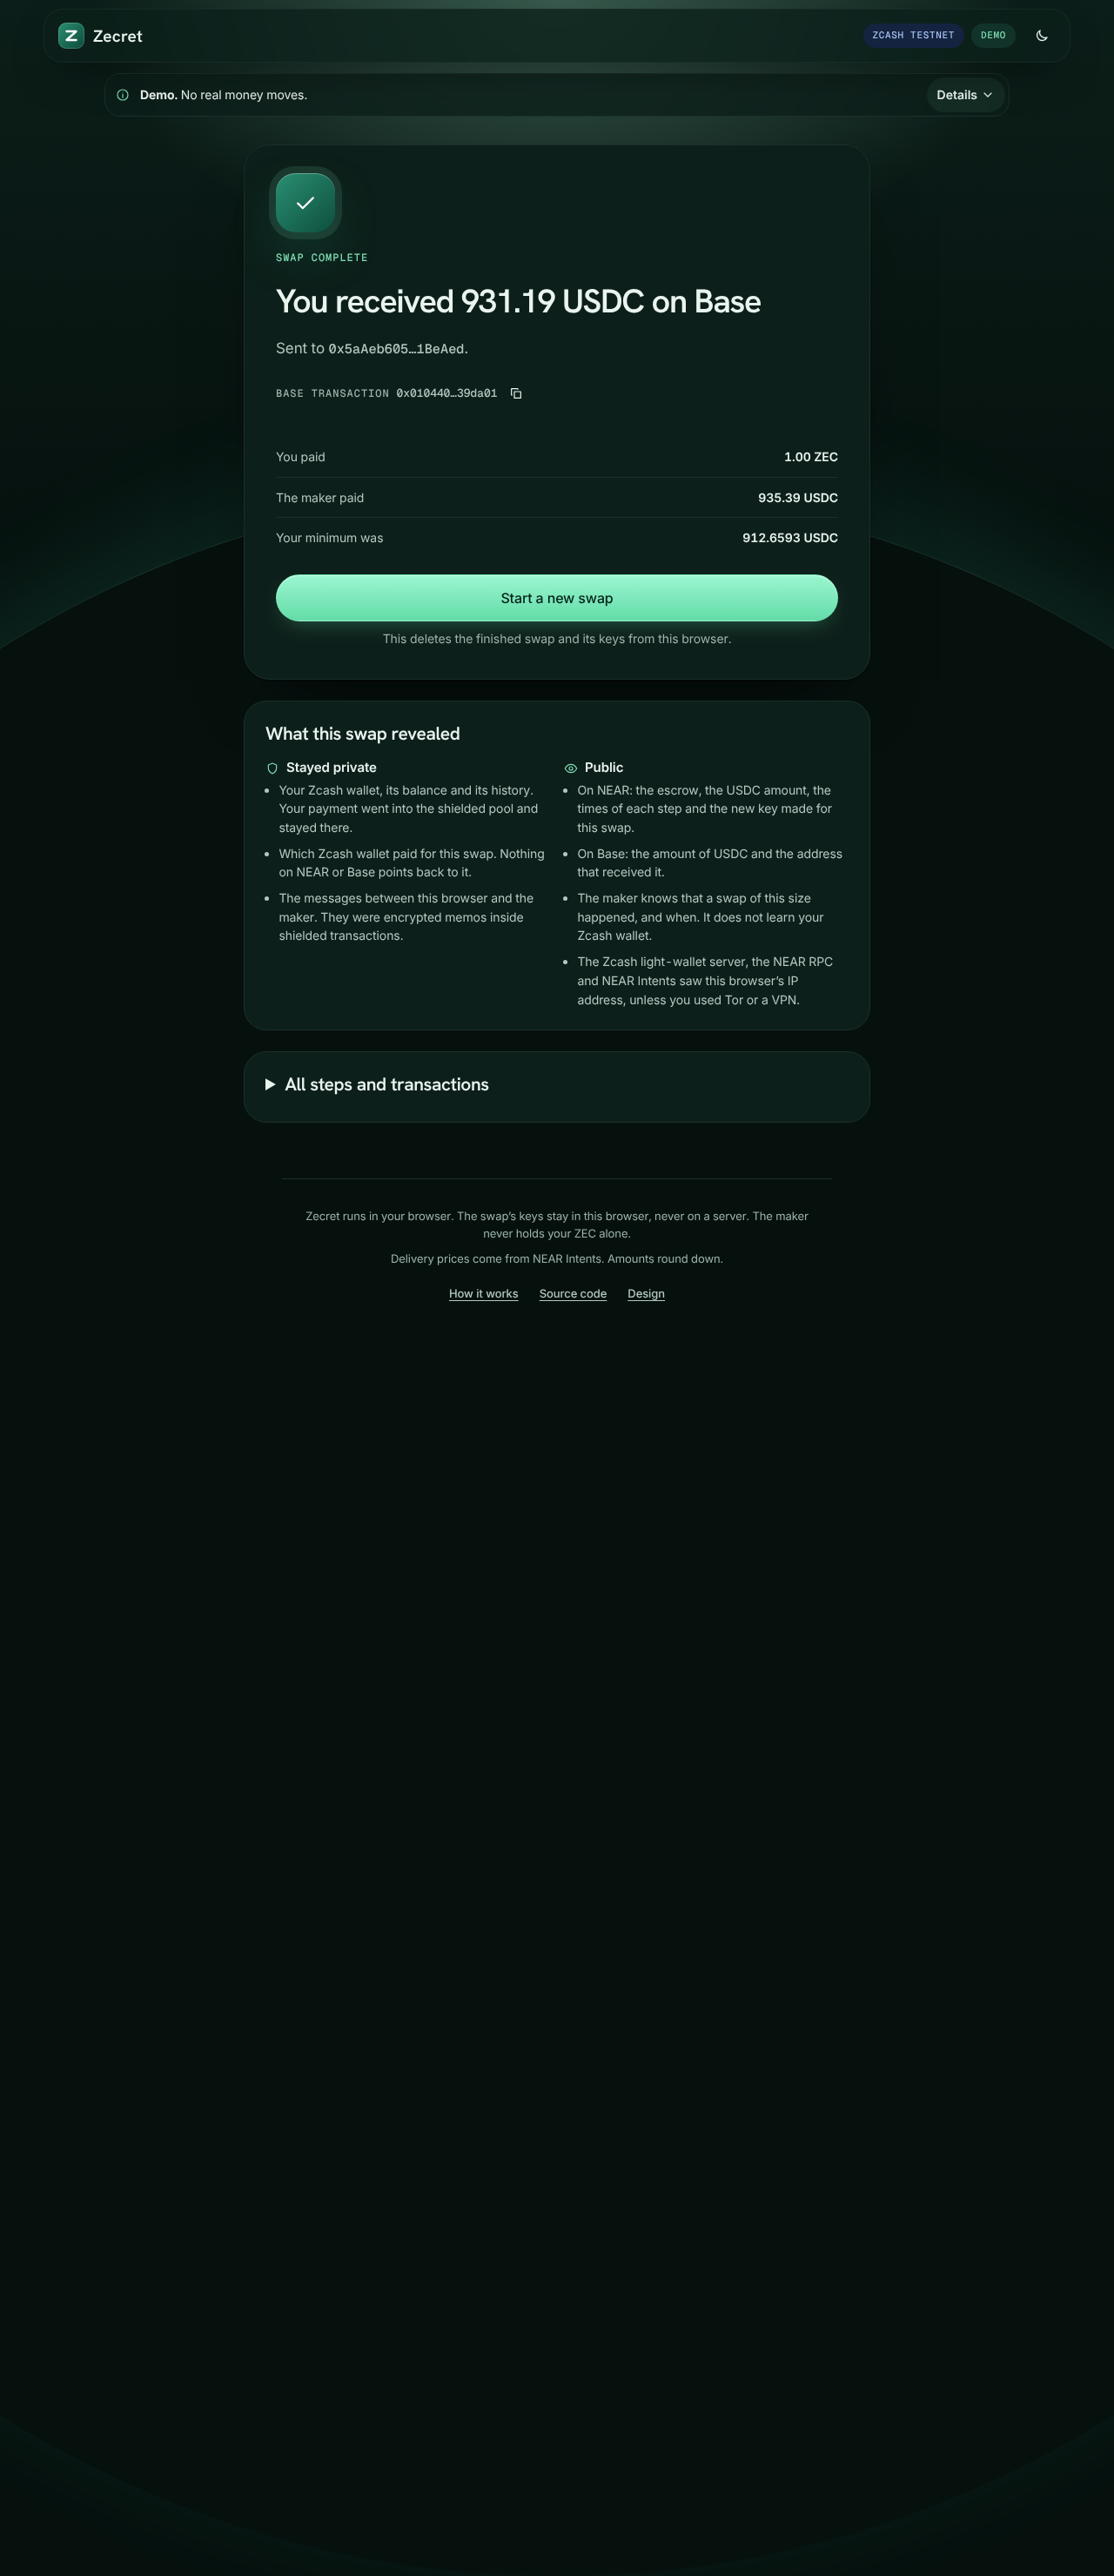 Zecret
ZCASH TESTNET
DEMO
Demo. No real money moves.
Details
SWAP COMPLETE
You received 931.19 USDC on Base
Sent to 0x5aAeb605…1BeAed.
BASE TRANSACTION 0x010440…39da01
You paid 1.00 ZEC
The maker paid 935.39 USDC
Your minimum was 912.6593 USDC
Start a new swap
This deletes the finished swap and its keys from this browser.
What this swap revealed
Stayed private
Your Zcash wallet, its balance and its history.
Your payment went into the shielded pool and
stayed there.
Which Zcash wallet paid for this swap. Nothing
on NEAR or Base points back to it.
The messages between this browser and the
maker. They were encrypted memos inside
shielded transactions.
Public
On NEAR: the escrow, the USDC amount, the
times of each step and the new key made for
this swap.
On Base: the amount of USDC and the address
that received it.
The maker knows that a swap of this size
happened, and when. It does not learn your
Zcash wallet.
The Zcash light-wallet server, the NEAR RPC
and NEAR Intents saw this browser’s IP
address, unless you used Tor or a VPN.
All steps and transactions
Zecret runs in your browser. The swap’s keys stay in this browser, never on a server. The maker
never holds your ZEC alone.
Delivery prices come from NEAR Intents. Amounts round down.
How it works
Source code
Design